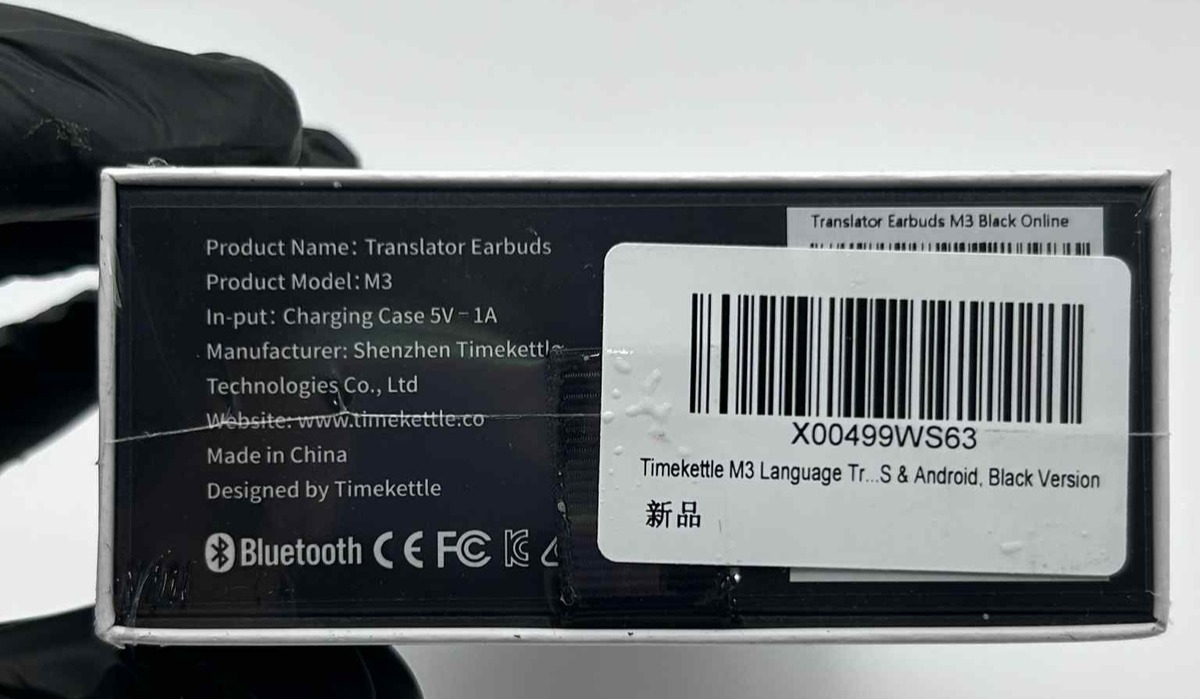 Product Name: Translator Earbuds
Product Model: M3
In-put: Charging Case 5V - 1A
Manufacturer: Shenzhen Timekettle
Technologies Co., Ltd
Website: www.timekettle.co
Made in China
Designed by Timekettle
Bluetooth CE FC
Translator Earbuds M3 Black Online
X00499WS63
Timekettle M3 Language Tr...S & Android, Black Version
新品